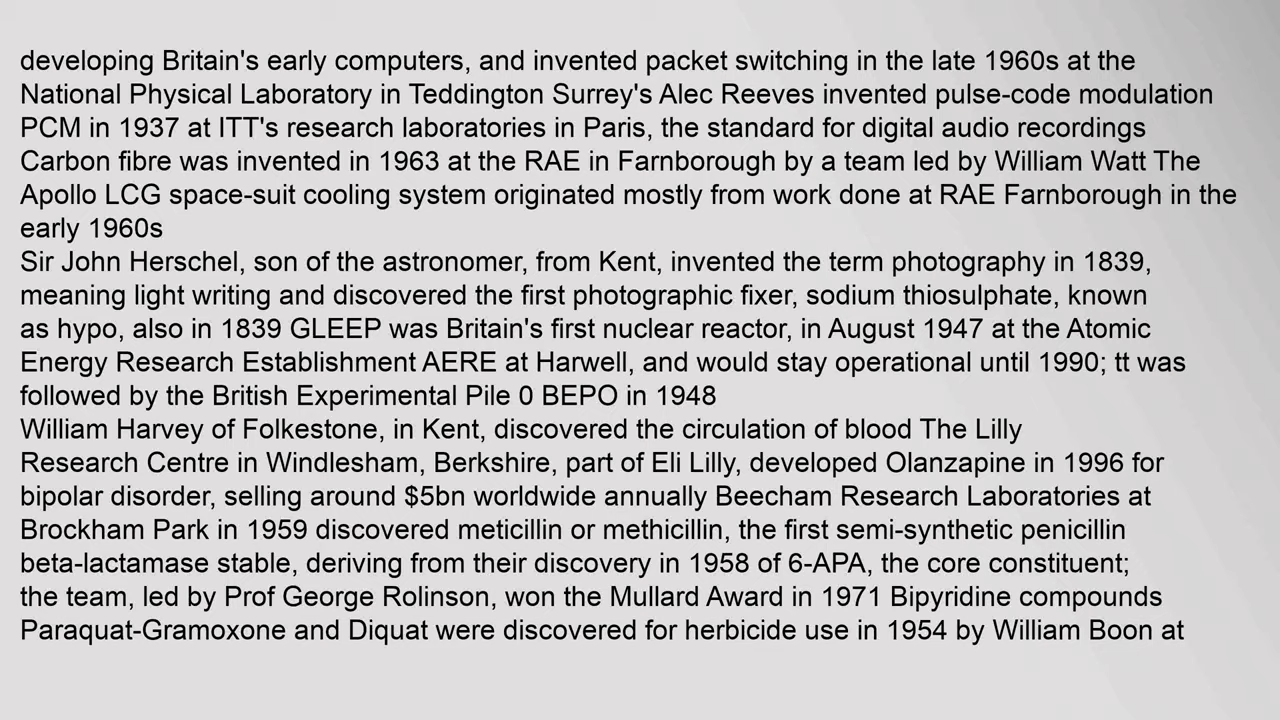 developing Britain's early computers, and invented packet switching in the late 1960s at the
National Physical Laboratory in Teddington Surrey's Alec Reeves invented pulse-code modulation
PCM in 1937 at ITT's research laboratories in Paris, the standard for digital audio recordings
Carbon fibre was invented in 1963 at the RAE in Farnborough by a team led by William Watt The
Apollo LCG space-suit cooling system originated mostly from work done at RAE Farnborough in the
early 1960s
Sir John Herschel, son of the astronomer, from Kent, invented the term photography in 1839,
meaning light writing and discovered the first photographic fixer, sodium thiosulphate, known
as hypo, also in 1839 GLEEP was Britain's first nuclear reactor, in August 1947 at the Atomic
Energy Research Establishment AERE at Harwell, and would stay operational until 1990; tt was
followed by the British Experimental Pile 0 BEPO in 1948
William Harvey of Folkestone, in Kent, discovered the circulation of blood The Lilly
Research Centre in Windlesham, Berkshire, part of Eli Lilly, developed Olanzapine in 1996 for
bipolar disorder, selling around $5bn worldwide annually Beecham Research Laboratories at
Brockham Park in 1959 discovered meticillin or methicillin, the first semi-synthetic penicillin
beta-lactamase stable, deriving from their discovery in 1958 of 6-APA, the core constituent;
the team, led by Prof George Rolinson, won the Mullard Award in 1971 Bipyridine compounds
Paraquat-Gramoxone and Diquat were discovered for herbicide use in 1954 by William Boon at